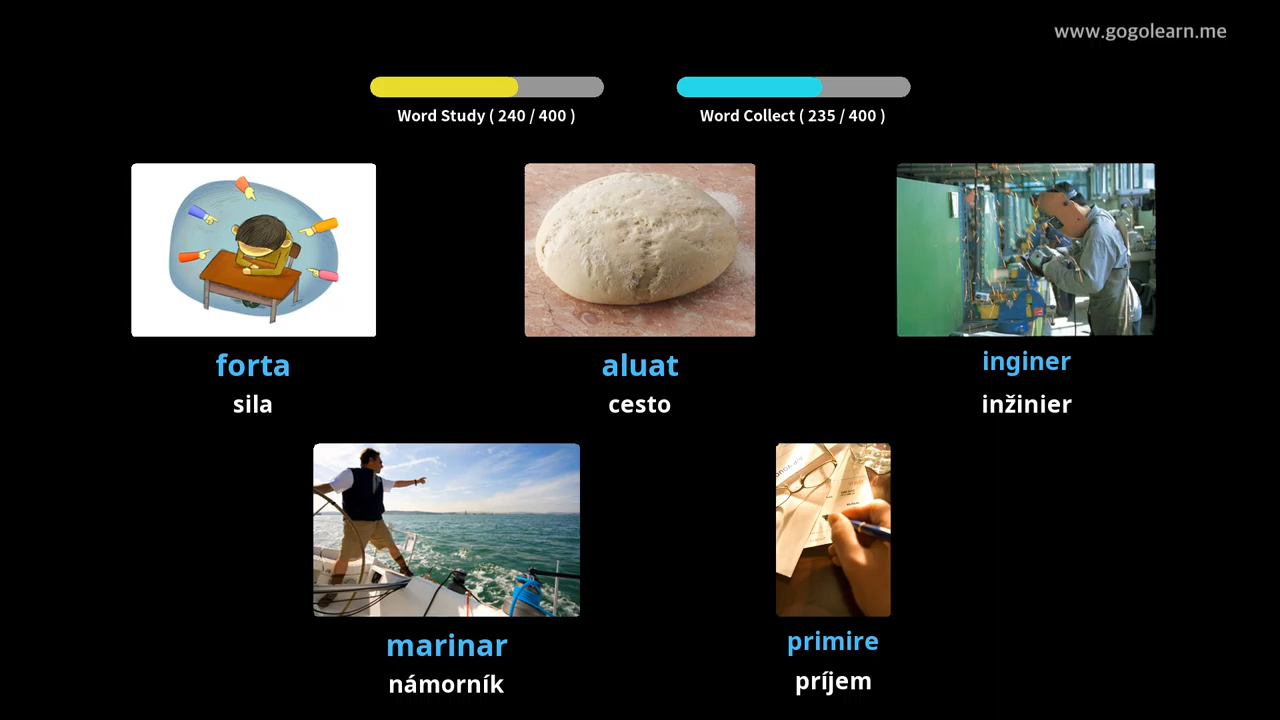 www.gogolearn.me
Word Study ( 240 / 400 )
Word Collect ( 235 / 400 )
forta
sila
aluat
cesto
inginer
inžinier
marinar
námorník
primire
príjem